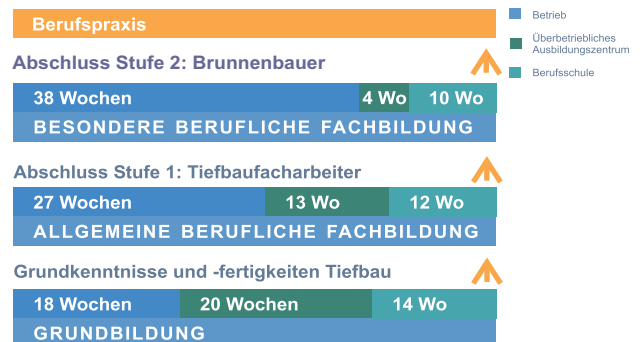 Berufspraxis
Abschluss Stufe 2: Brunnenbauer
38 Wochen 4 Wo 10 Wo
BESONDERE BERUFLICHE FACHBILDUNG
Abschluss Stufe 1: Tiefbaufacharbeiter
27 Wochen 13 Wo 12 Wo
ALLGEMEINE BERUFLICHE FACHBILDUNG
Grundkenntnisse und -fertigkeiten Tiefbau
18 Wochen 20 Wochen 14 Wo
GRUNDBILDUNG
Betrieb
Überbetriebliches
Ausbildungszentrum
Berufsschule